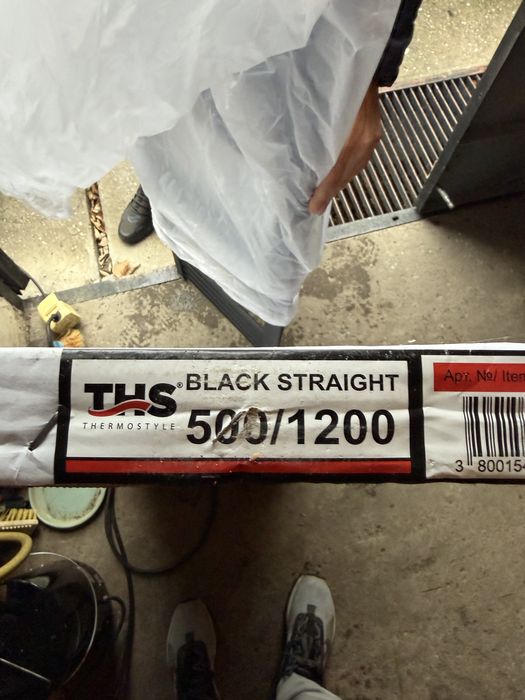 THS®
THERMOSTYLE
BLACK STRAIGHT
500/1200
Арт. №/ Item
3 80015